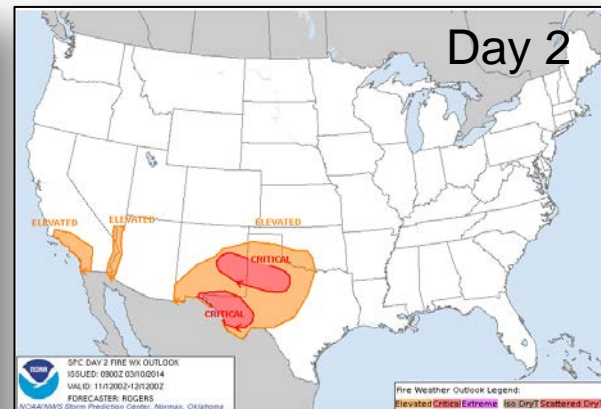 Day 2
ELEVATED
ELEVATED
ELEVATED
CRITICAL
CRITICAL
NOAA
SPC DAY 2 FIRE WX OUTLOOK
ISSUED: 0900Z 03/10/2014
VALID: 11/1200Z-12/1200Z
FORECASTER: ROGERS
NOAA/NWS Storm Prediction Center, Norman, Oklahoma
Fire Weather Outlook Legend:
Elevated Critical Extreme Iso DryT Scattered DryT